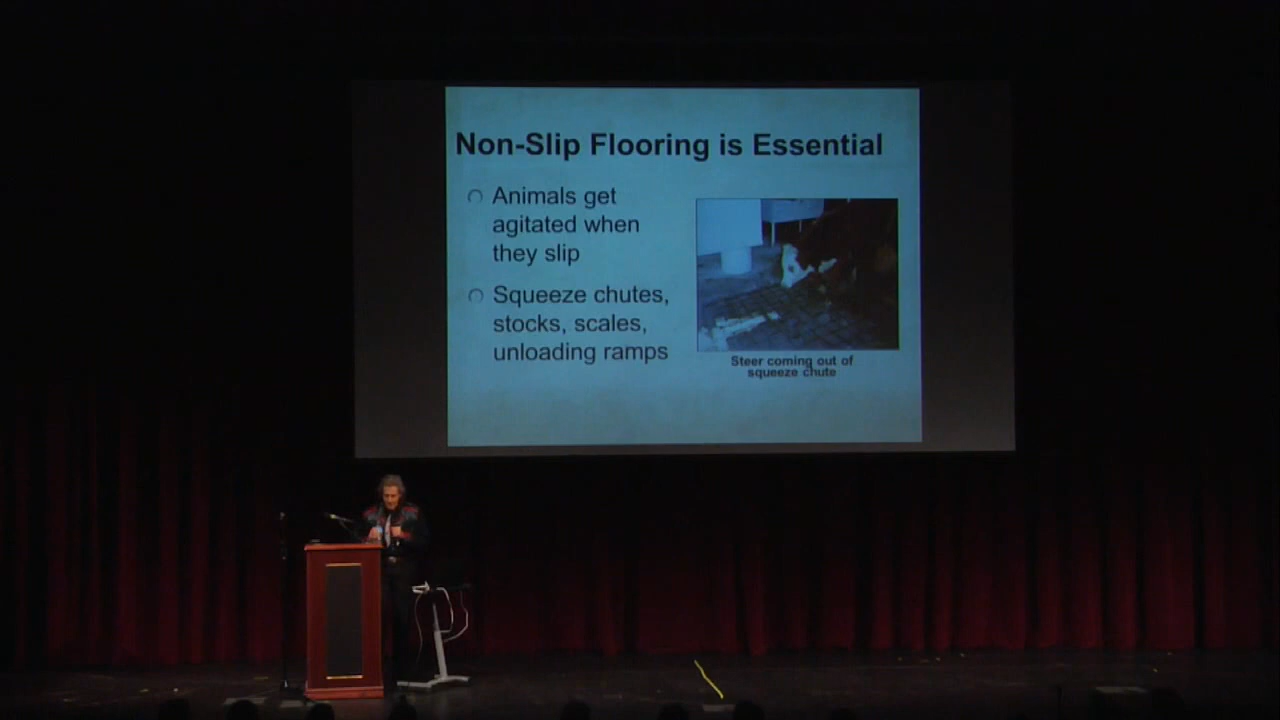 Non-Slip Flooring is Essential
Animals get
agitated when
they slip
Squeeze chutes,
stocks, scales,
unloading ramps
Steer coming out of
squeeze chute